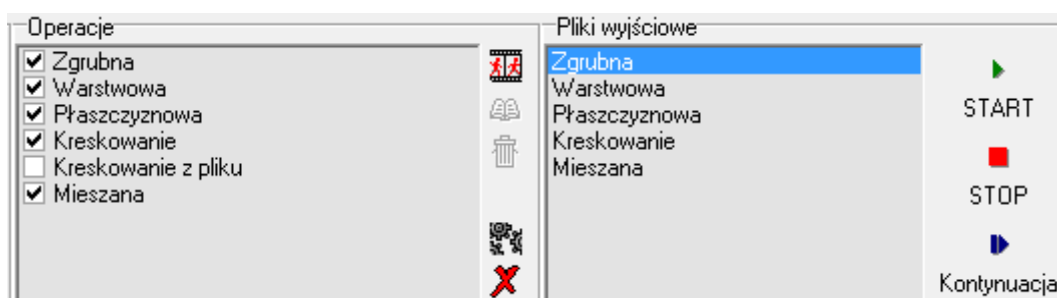 Operacje
Zgrubna
Warstwowa
Płaszczyznowa
Kreskowanie
Kreskowanie z pliku
Mieszana
Pliki wyjściowe
Zgrubna
Warstwowa
Płaszczyznowa
Kreskowanie
Mieszana
START
STOP
Kontynuacja